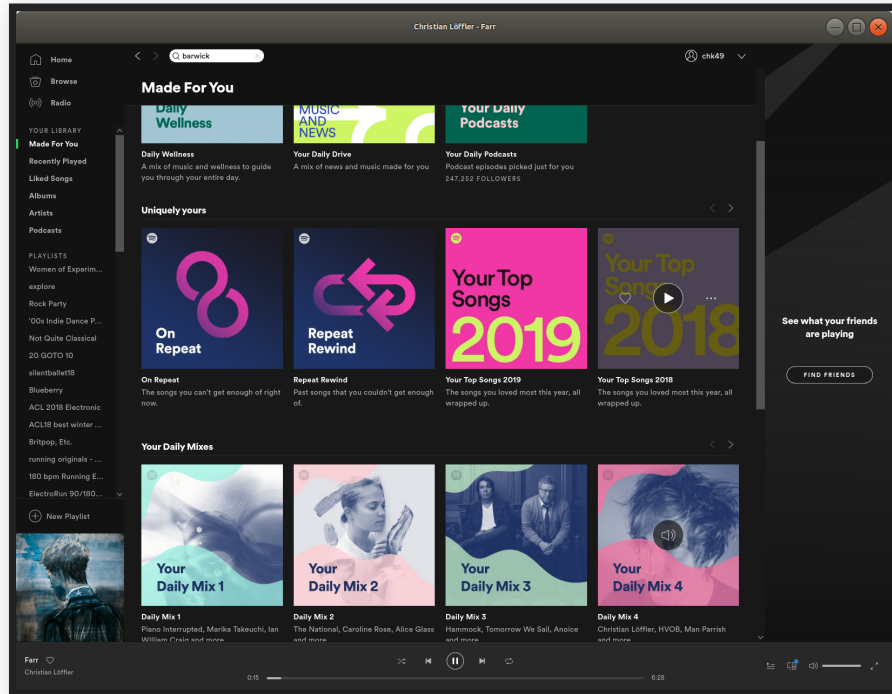 Christian Löffler - Farr
Home
Browse
Radio
YOUR LIBRARY
Made For You
Recently Played
Liked Songs
Albums
Artists
Podcasts
PLAYLISTS
Women of Experim...
explore
Rock Party
'00s Indie Dance P...
Not Quite Classical
20 GOTO 10
silentballet18
Blueberry
ACL 2018 Electronic
ACL18 best winter ...
Britpop, Etc.
running originals - ...
180 bpm Running E...
ElectroRun 90/180...
New Playlist
barwick
chk49
Made For You
Daily
Wellness
MUSIC
AND
NEWS
Your Daily
Podcasts
Daily Wellness
A mix of music and wellness to guide
you through your entire day.
Your Daily Drive
A mix of news and music made for you
Your Daily Podcasts
Podcast episodes picked just for you
247,252 FOLLOWERS
Uniquely yours
On
Repeat
Repeat
Rewind
Your Top
Songs
2019
Your Top
Songs
2018
On Repeat
The songs you can't get enough of right
now.
Repeat Rewind
Past songs that you couldn't get enough
of.
Your Top Songs 2019
The songs you loved most this year, all
wrapped up.
Your Top Songs 2018
The songs you loved most this year, all
wrapped up.
Your Daily Mixes
Your
Daily Mix 1
Your
Daily Mix 2
Your
Daily Mix 3
Your
Daily Mix 4
Daily Mix 1
Piano Interrupted, Marika Takeuchi, Ian
William Craig and more
Daily Mix 2
The National, Caroline Rose, Alice Glass
and more
Daily Mix 3
Hammock, Tomorrow We Sail, Anoice
and more
Daily Mix 4
Christian Löffler, HVOB, Man Parrish
and more
See what your friends
are playing
FIND FRIENDS
Farr
Christian Löffler
0:15
6:28